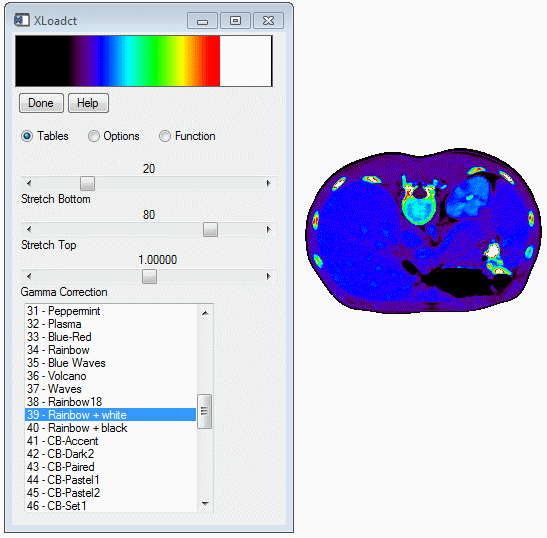 XLoadct
Done Help
Tables Options Function
20
Stretch Bottom
80
Stretch Top
1.00000
Gamma Correction
31 - Peppermint
32 - Plasma
33 - Blue-Red
34 - Rainbow
35 - Blue Waves
36 - Volcano
37 - Waves
38 - Rainbow18
39 - Rainbow + white
40 - Rainbow + black
41 - CB-Accent
42 - CB-Dark2
43 - CB-Paired
44 - CB-Pastel1
45 - CB-Pastel2
46 - CB-Set1